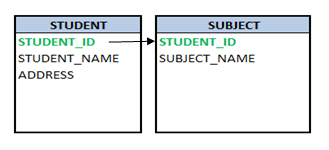 STUDENT
STUDENT_ID
STUDENT_NAME
ADDRESS
SUBJECT
STUDENT_ID
SUBJECT_NAME